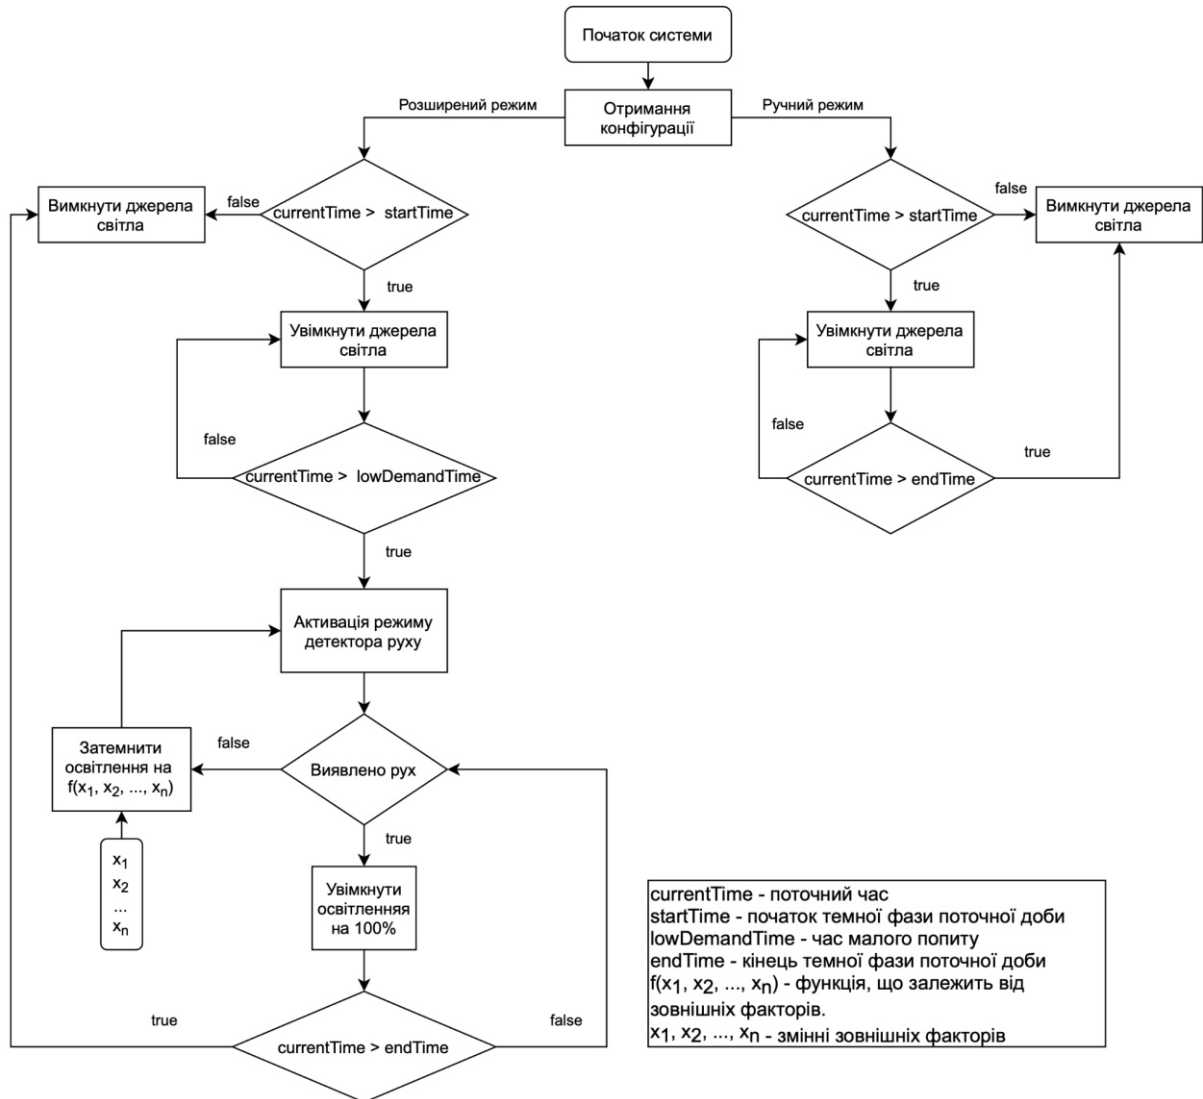 Початок системи
Розширений режим
Отримання
конфігурації
Ручний режим
Вимкнути джерела
світла
false
currentTime > startTime
true
Увімкнути джерела
світла
false
currentTime > lowDemandTime
true
Активація режиму
детектора руху
Затемнити
освітлення на
f(x₁, x₂, ..., xₙ)
false
Виявлено рух
true
x₁
x₂
...
xₙ
Увімкнути
освітленняя
на 100%
true
currentTime > endTime
false
currentTime > startTime
false
Вимкнути джерела
світла
true
Увімкнути джерела
світла
false
currentTime > endTime
true
currentTime - поточний час
startTime - початок темної фази поточної доби
lowDemandTime - час малого попиту
endTime - кінець темної фази поточної доби
f(x₁, x₂, ..., xₙ) - функція, що залежить від
зовнішніх факторів.
x₁, x₂, ..., xₙ - змінні зовнішніх факторів